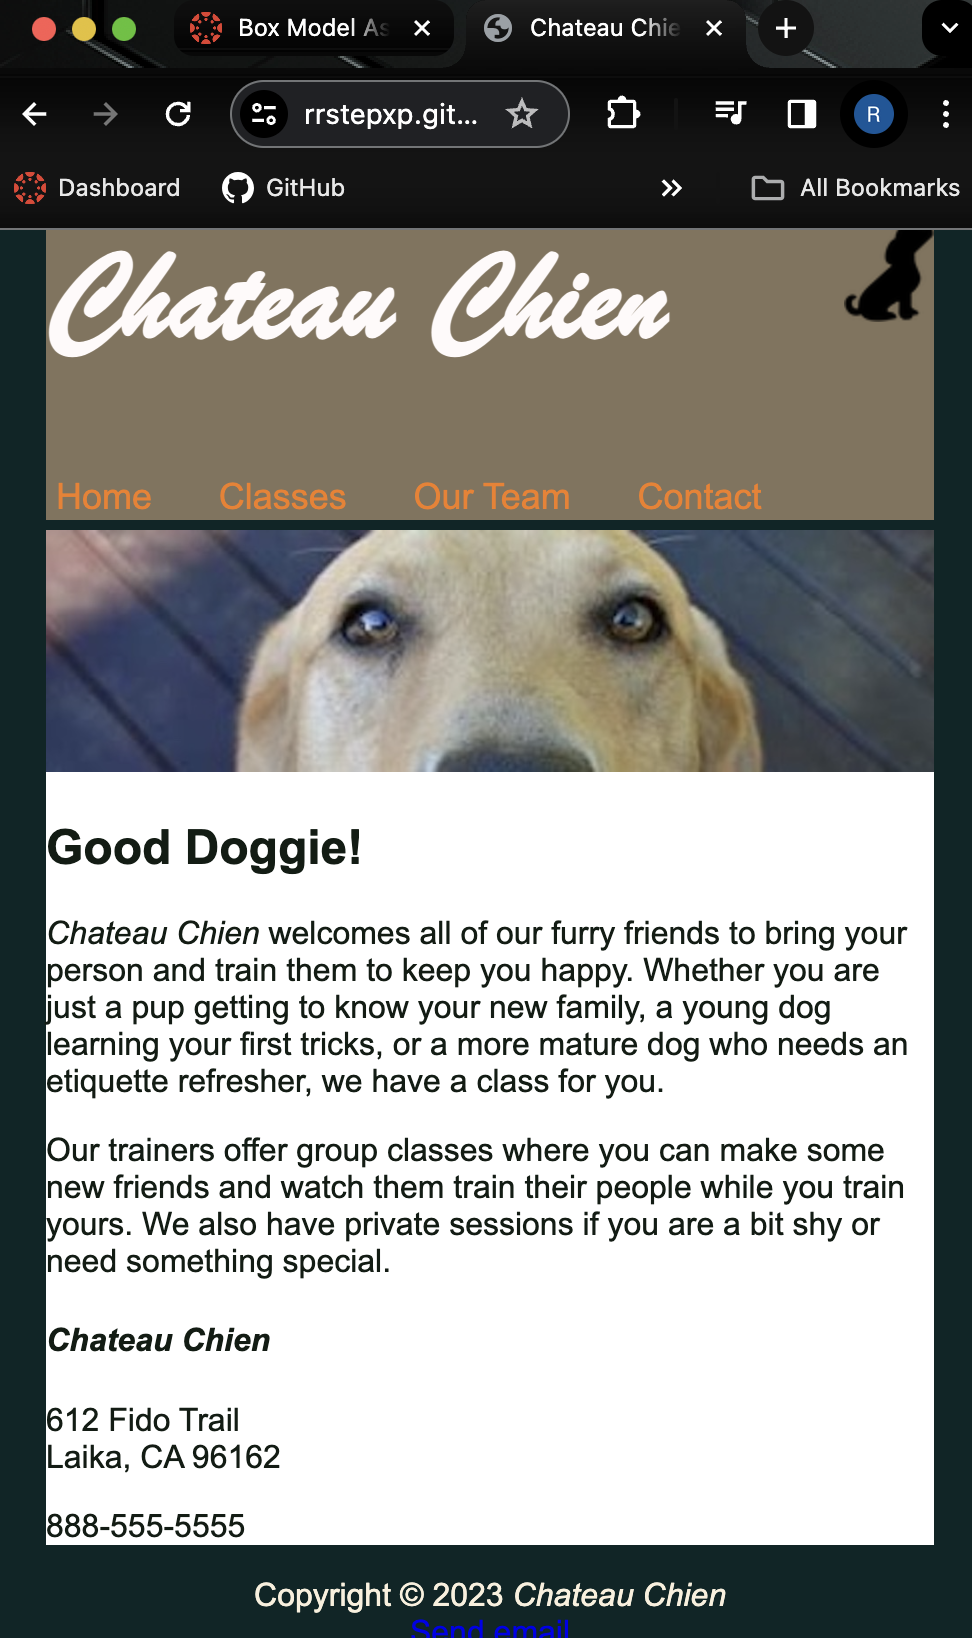 Box Model As
Chateau Chie
rrstepxp.git...
R
Dashboard
GitHub
All Bookmarks
Chateau Chien
Home Classes Our Team Contact
Good Doggie!
Chateau Chien welcomes all of our furry friends to bring your
person and train them to keep you happy. Whether you are
just a pup getting to know your new family, a young dog
learning your first tricks, or a more mature dog who needs an
etiquette refresher, we have a class for you.
Our trainers offer group classes where you can make some
new friends and watch them train their people while you train
yours. We also have private sessions if you are a bit shy or
need something special.
Chateau Chien
612 Fido Trail
Laika, CA 96162
888-555-5555
Copyright © 2023 Chateau Chien
Send email